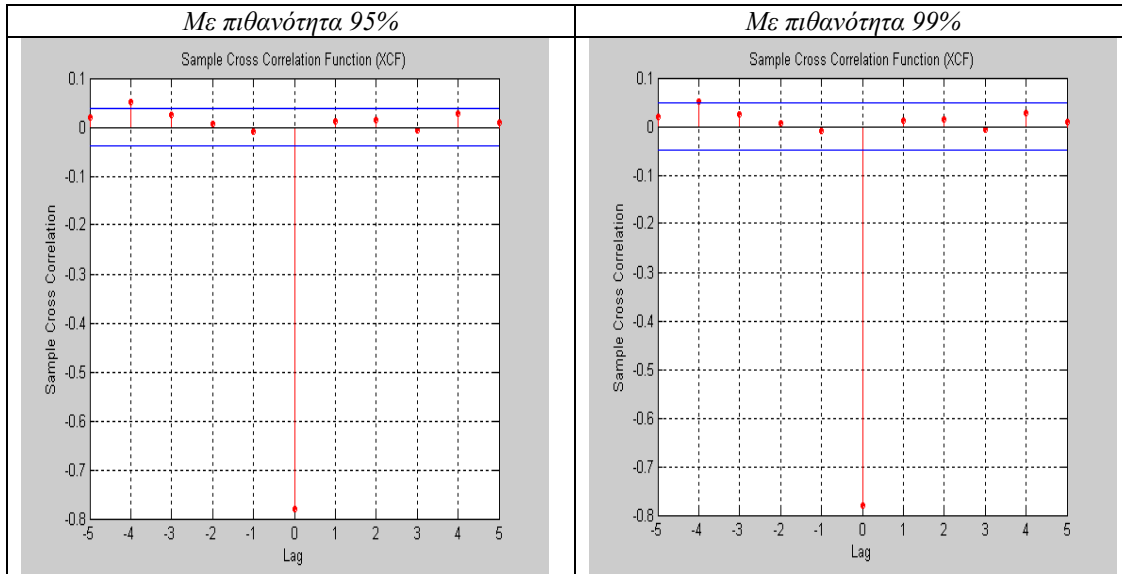 Με πιθανότητα 95%
Με πιθανότητα 99%
Sample Cross Correlation Function (XCF)
Sample Cross Correlation
0.1
0
-0.1
-0.2
-0.3
-0.4
-0.5
-0.6
-0.7
-0.8
-5 -4 -3 -2 -1 0 1 2 3 4 5
Lag
Sample Cross Correlation Function (XCF)
Sample Cross Correlation
0.1
0
-0.1
-0.2
-0.3
-0.4
-0.5
-0.6
-0.7
-0.8
-5 -4 -3 -2 -1 0 1 2 3 4 5
Lag